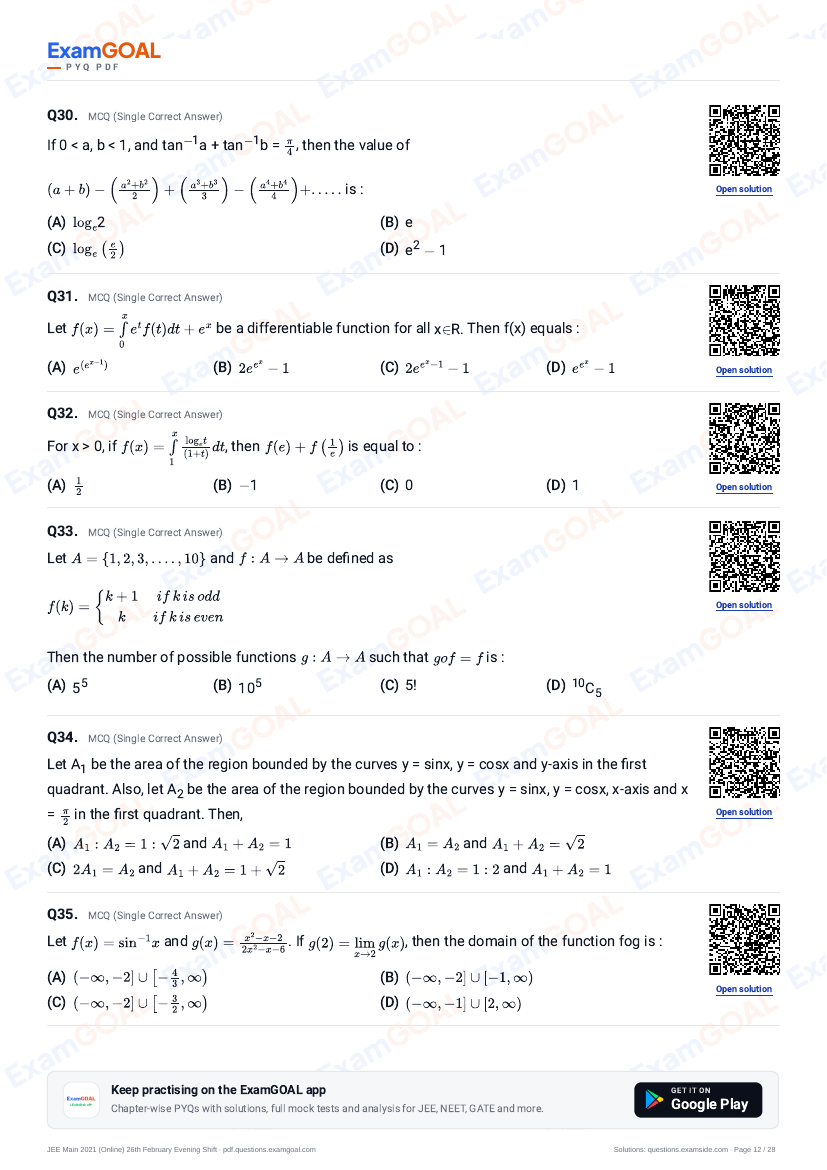 ExamGOAL
PYQ PDF
Q30. MCQ (Single Correct Answer)
If 0 < a, b < 1, and tan⁻¹a + tan⁻¹b = π/4, then the value of
(a + b) − ((a²+b²)/2) + ((a³+b³)/3) − ((a⁴+b⁴)/4) +. . . . . is :
(A) logₑ2 (B) e
(C) logₑ(e/2) (D) e² − 1
Open solution
Q31. MCQ (Single Correct Answer)
Let f(x) = ∫₀ˣ eᵗf(t)dt + eˣ be a differentiable function for all x∈R. Then f(x) equals :
(A) e^(e^(x−1)) (B) 2e^(e^x) − 1 (C) 2e^(e^x−1) − 1 (D) e^(e^x) − 1
Open solution
Q32. MCQ (Single Correct Answer)
For x > 0, if f(x) = ∫₁ˣ logₑt/(1+t) dt, then f(e) + f(1/e) is equal to :
(A) 1/2 (B) −1 (C) 0 (D) 1
Open solution
Q33. MCQ (Single Correct Answer)
Let A = {1, 2, 3, . . . . , 10} and f : A → A be defined as
f(k) = { k + 1 if k is odd
k if k is even
Then the number of possible functions g : A → A such that gof = f is :
(A) 5⁵ (B) 10⁵ (C) 5! (D) ¹⁰C₅
Open solution
Q34. MCQ (Single Correct Answer)
Let A₁ be the area of the region bounded by the curves y = sinx, y = cosx and y-axis in the first
quadrant. Also, let A₂ be the area of the region bounded by the curves y = sinx, y = cosx, x-axis and x
= π/2 in the first quadrant. Then,
(A) A₁ : A₂ = 1 : √2 and A₁ + A₂ = 1 (B) A₁ = A₂ and A₁ + A₂ = √2
(C) 2A₁ = A₂ and A₁ + A₂ = 1 + √2 (D) A₁ : A₂ = 1 : 2 and A₁ + A₂ = 1
Open solution
Q35. MCQ (Single Correct Answer)
Let f(x) = sin⁻¹x and g(x) = (x²−x−2)/(2x²−x−6). If g(2) = lim x→2 g(x), then the domain of the function fog is :
(A) (−∞, −2] ∪ [−4/3, ∞) (B) (−∞, −2] ∪ [−1, ∞)
(C) (−∞, −2] ∪ [−3/2, ∞) (D) (−∞, −1] ∪ [2, ∞)
Open solution
Keep practising on the ExamGOAL app
Chapter-wise PYQs with solutions, full mock tests and analysis for JEE, NEET, GATE and more.
GET IT ON
Google Play
JEE Main 2021 (Online) 26th February Evening Shift · pdf.questions.examgoal.com
Solutions: questions.examside.com · Page 12 / 28